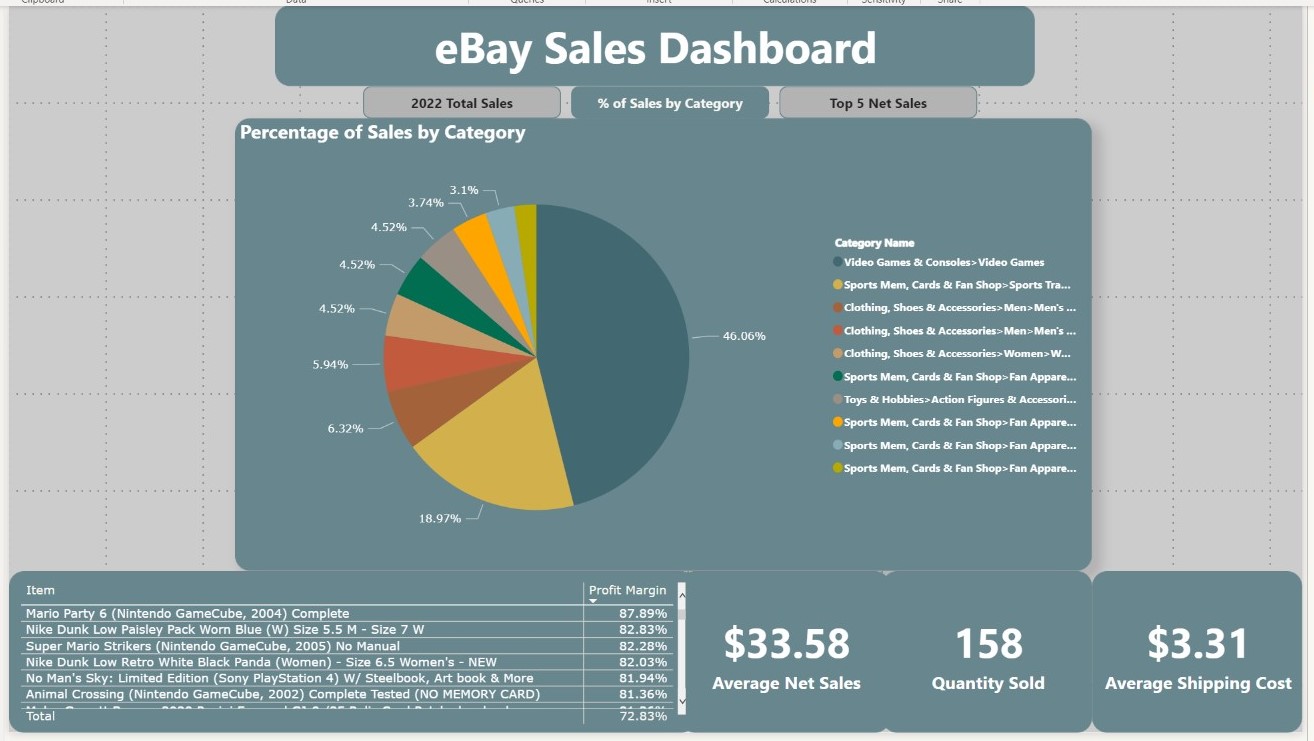 Clipboard Data Queries Insert Calculations Sensitivity Share
eBay Sales Dashboard
2022 Total Sales
% of Sales by Category
Top 5 Net Sales
Percentage of Sales by Category
3.1%
3.74%
4.52%
4.52%
4.52%
5.94%
6.32%
18.97%
46.06%
Category Name
Video Games & Consoles>Video Games
Sports Mem, Cards & Fan Shop>Sports Tra...
Clothing, Shoes & Accessories>Men>Men's ...
Clothing, Shoes & Accessories>Men>Men's ...
Clothing, Shoes & Accessories>Women>W...
Sports Mem, Cards & Fan Shop>Fan Appare...
Toys & Hobbies>Action Figures & Accessori...
Sports Mem, Cards & Fan Shop>Fan Appare...
Sports Mem, Cards & Fan Shop>Fan Appare...
Sports Mem, Cards & Fan Shop>Fan Appare...
Item Profit Margin
Mario Party 6 (Nintendo GameCube, 2004) Complete 87.89%
Nike Dunk Low Paisley Pack Worn Blue (W) Size 5.5 M - Size 7 W 82.83%
Super Mario Strikers (Nintendo GameCube, 2005) No Manual 82.28%
Nike Dunk Low Retro White Black Panda (Women) - Size 6.5 Women's - NEW 82.03%
No Man's Sky: Limited Edition (Sony PlayStation 4) W/ Steelbook, Art book & More 81.94%
Animal Crossing (Nintendo GameCube, 2002) Complete Tested (NO MEMORY CARD) 81.36%
Total 72.83%
$33.58
Average Net Sales
158
Quantity Sold
$3.31
Average Shipping Cost